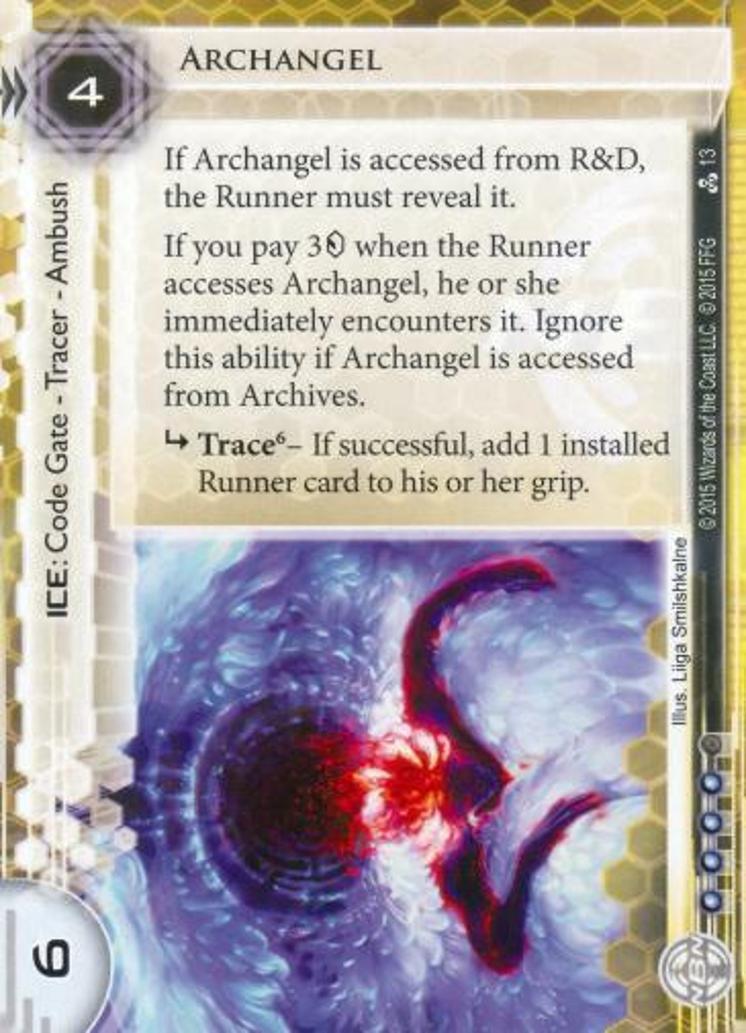 4
ARCHANGEL
If Archangel is accessed from R&D,
the Runner must reveal it.
If you pay 3 when the Runner
accesses Archangel, he or she
immediately encounters it. Ignore
this ability if Archangel is accessed
from Archives.
Trace⁶– If successful, add 1 installed
Runner card to his or her grip.
ICE: Code Gate - Tracer - Ambush
6
Illus. Liiga Smilshkalne
© 2015 Wizards of the Coast LLC. © 2015 FFG
13
NBN